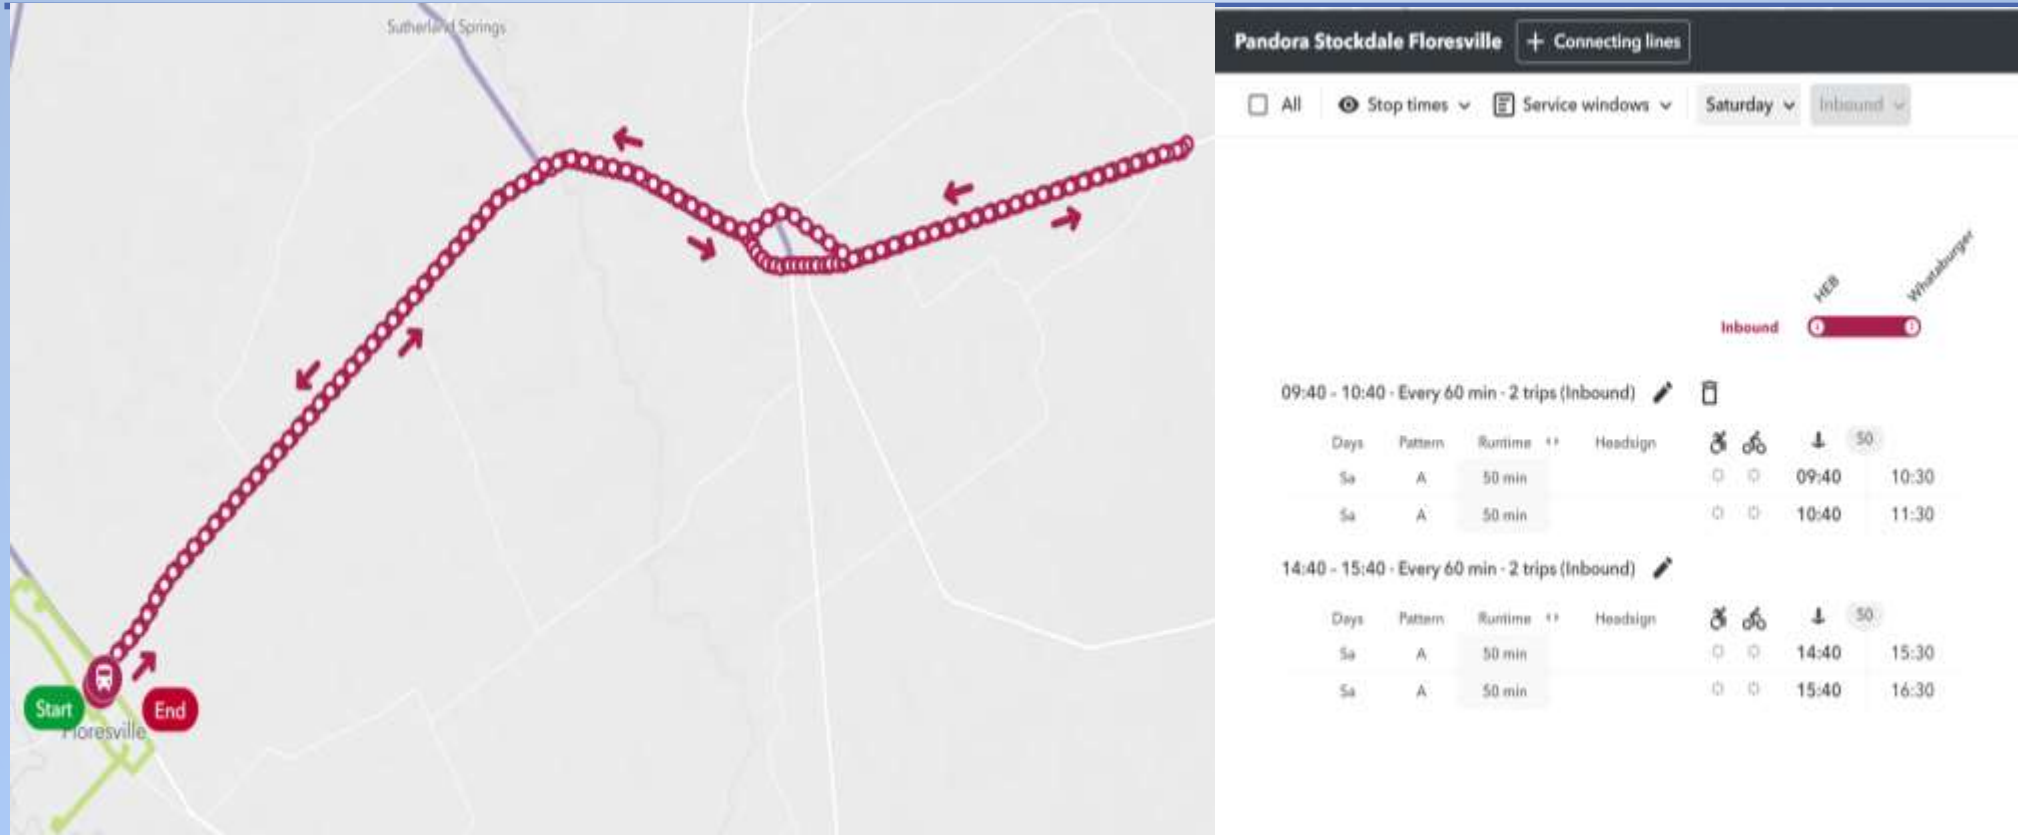 Sutherland Springs
Start
End
Floresville
Pandora Stockdale Floresville + Connecting lines
All Stop times Service windows Saturday Inbound
HEB Whataburger
Inbound
09:40 - 10:40 · Every 60 min · 2 trips (Inbound)
Days Pattern Runtime Headsign 50
Sa A 50 min 09:40 10:30
Sa A 50 min 10:40 11:30
14:40 - 15:40 · Every 60 min · 2 trips (Inbound)
Days Pattern Runtime Headsign 50
Sa A 50 min 14:40 15:30
Sa A 50 min 15:40 16:30